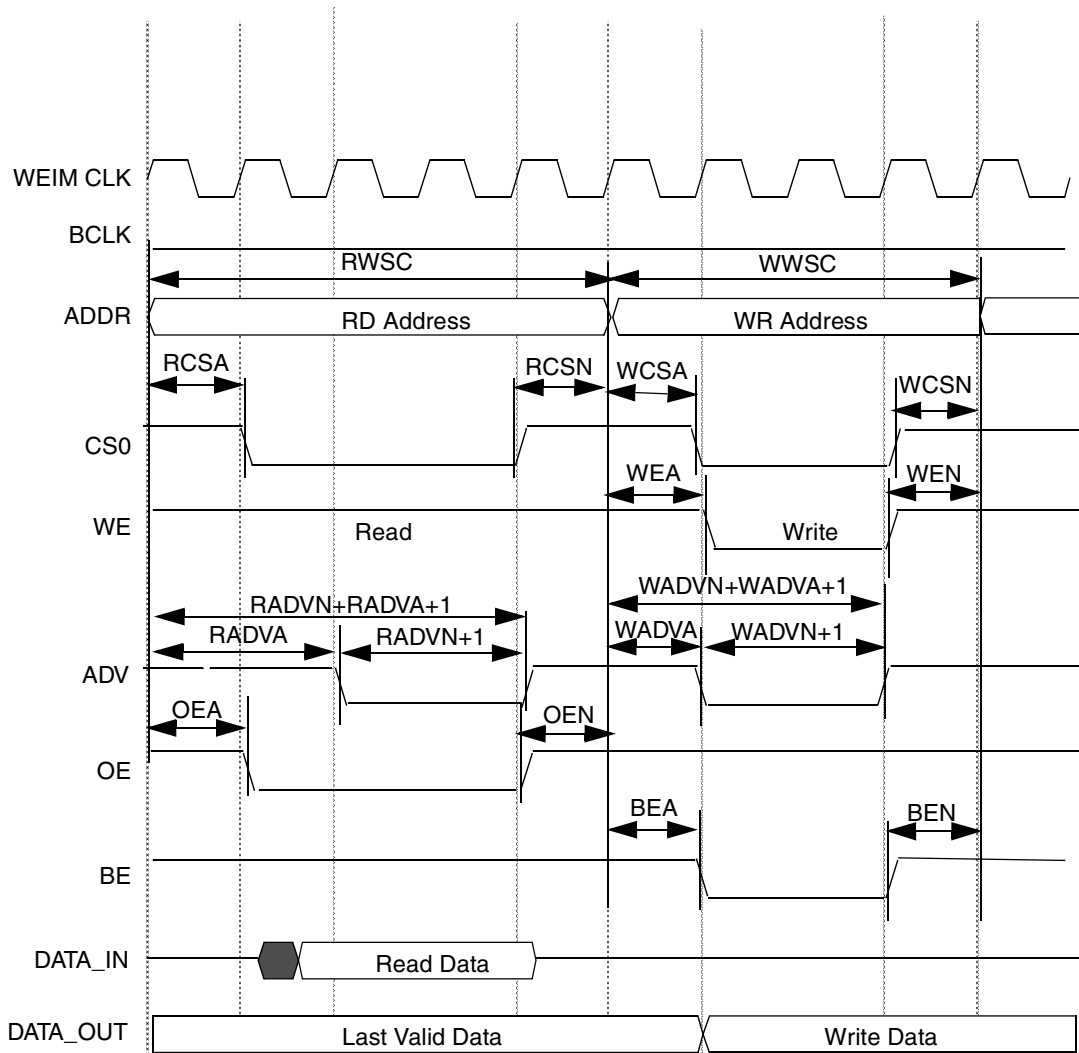 WEIM CLK
BCLK
RWSC WWSC
ADDR RD Address WR Address
RCSA RCSN WCSA WCSN
CS0
WEA WEN
WE Read Write
RADVN+RADVA+1 WADVN+WADVA+1
RADVA RADVN+1 WADVA WADVN+1
ADV
OEA OEN
OE
BEA BEN
BE
DATA_IN Read Data
DATA_OUT Last Valid Data Write Data